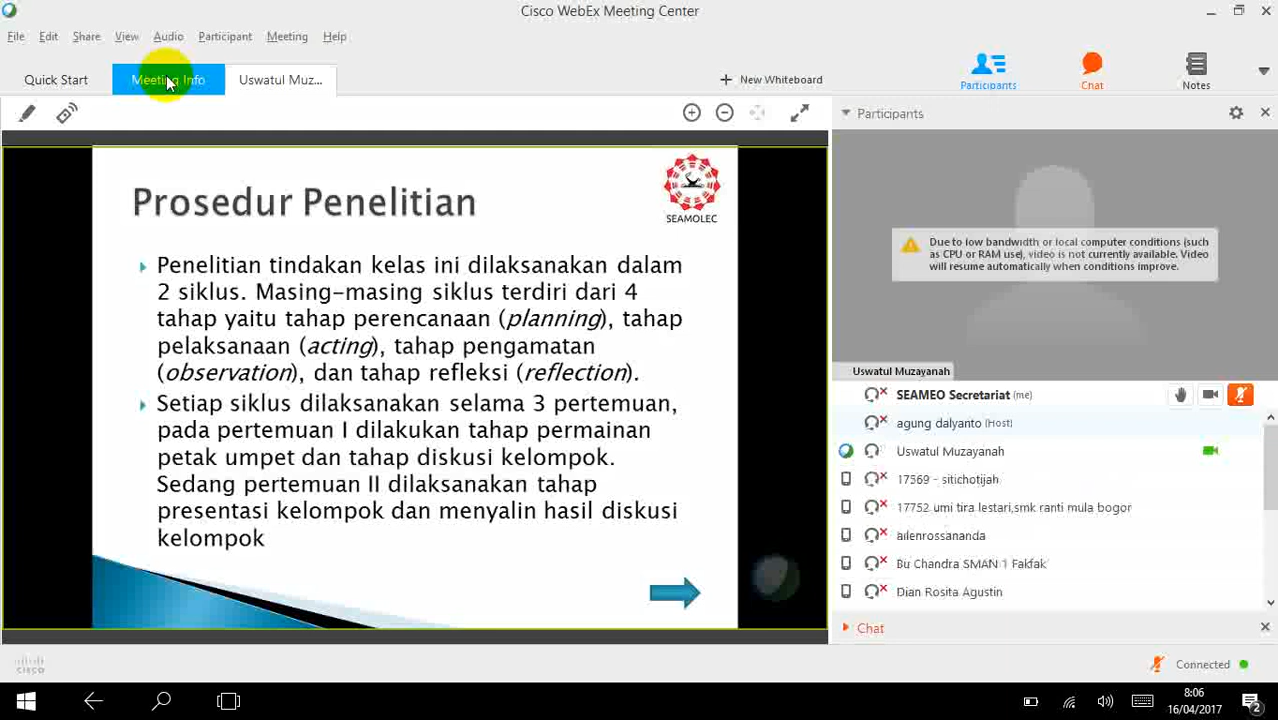 Cisco WebEx Meeting Center
File Edit Share View Audio Participant Meeting Help
Quick Start Meeting Info Uswatul Muz... New Whiteboard Participants Chat Notes
Participants
Prosedur Penelitian
SEAMOLEC
Penelitian tindakan kelas ini dilaksanakan dalam
2 siklus. Masing-masing siklus terdiri dari 4
tahap yaitu tahap perencanaan (planning), tahap
pelaksanaan (acting), tahap pengamatan
(observation), dan tahap refleksi (reflection).
Setiap siklus dilaksanakan selama 3 pertemuan,
pada pertemuan I dilakukan tahap permainan
petak umpet dan tahap diskusi kelompok.
Sedang pertemuan II dilaksanakan tahap
presentasi kelompok dan menyalin hasil diskusi
kelompok
Due to low bandwidth or local computer conditions (such
as CPU or RAM use), video is not currently available. Video
will resume automatically when conditions improve.
Uswatul Muzayanah
SEAMEO Secretariat (me)
agung dalyanto (Host)
Uswatul Muzayanah
17369 - sitichotijah
17752 umi tira lestari,smk ranti mula bogor
ailenrossananda
Bu Chandra SMAN 1 Fakfak
Dian Rosita Agustin
Chat
cisco
Connected
8:06
16/04/2017
2